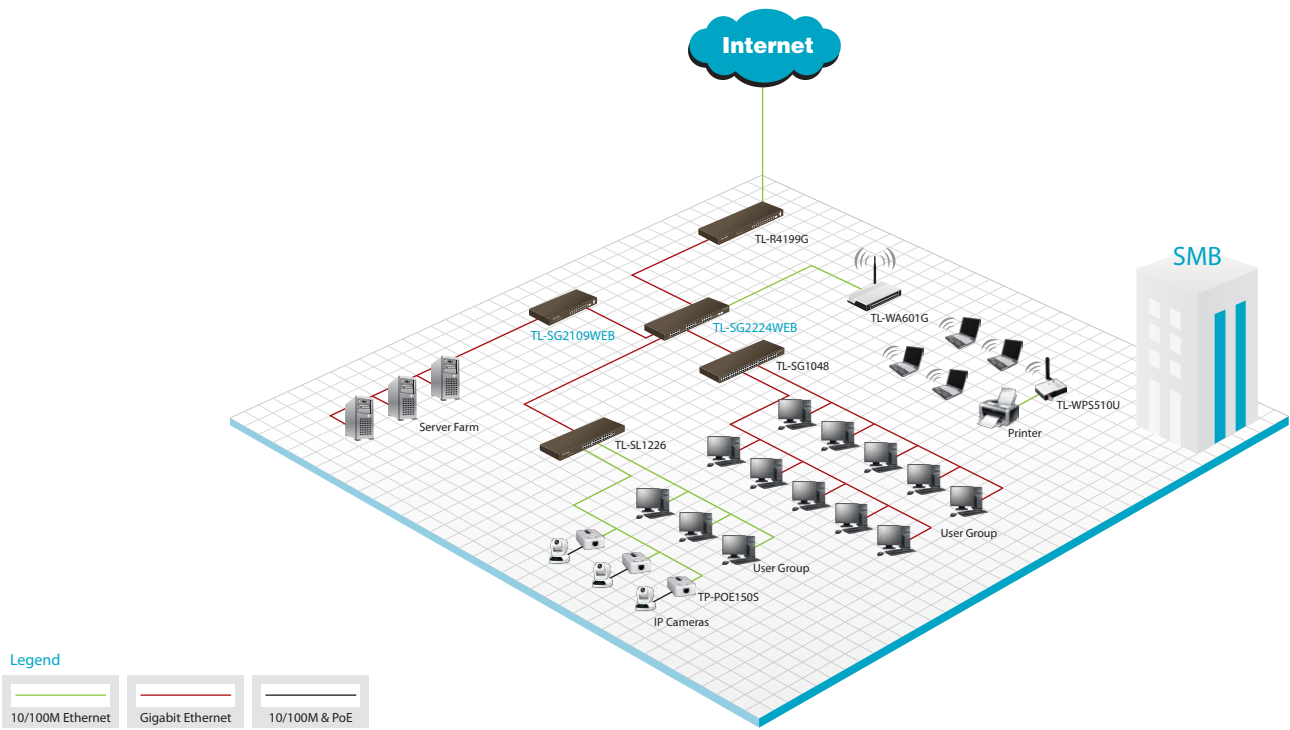 Internet
TL-R4199G
SMB
TL-WA601G
TL-SG2109WEB
TL-SG2224WEB
TL-SG1048
TL-WPS510U
Server Farm
Printer
TL-SL1226
User Group
User Group
TP-POE150S
IP Cameras
Legend
10/100M Ethernet
Gigabit Ethernet
10/100M & PoE